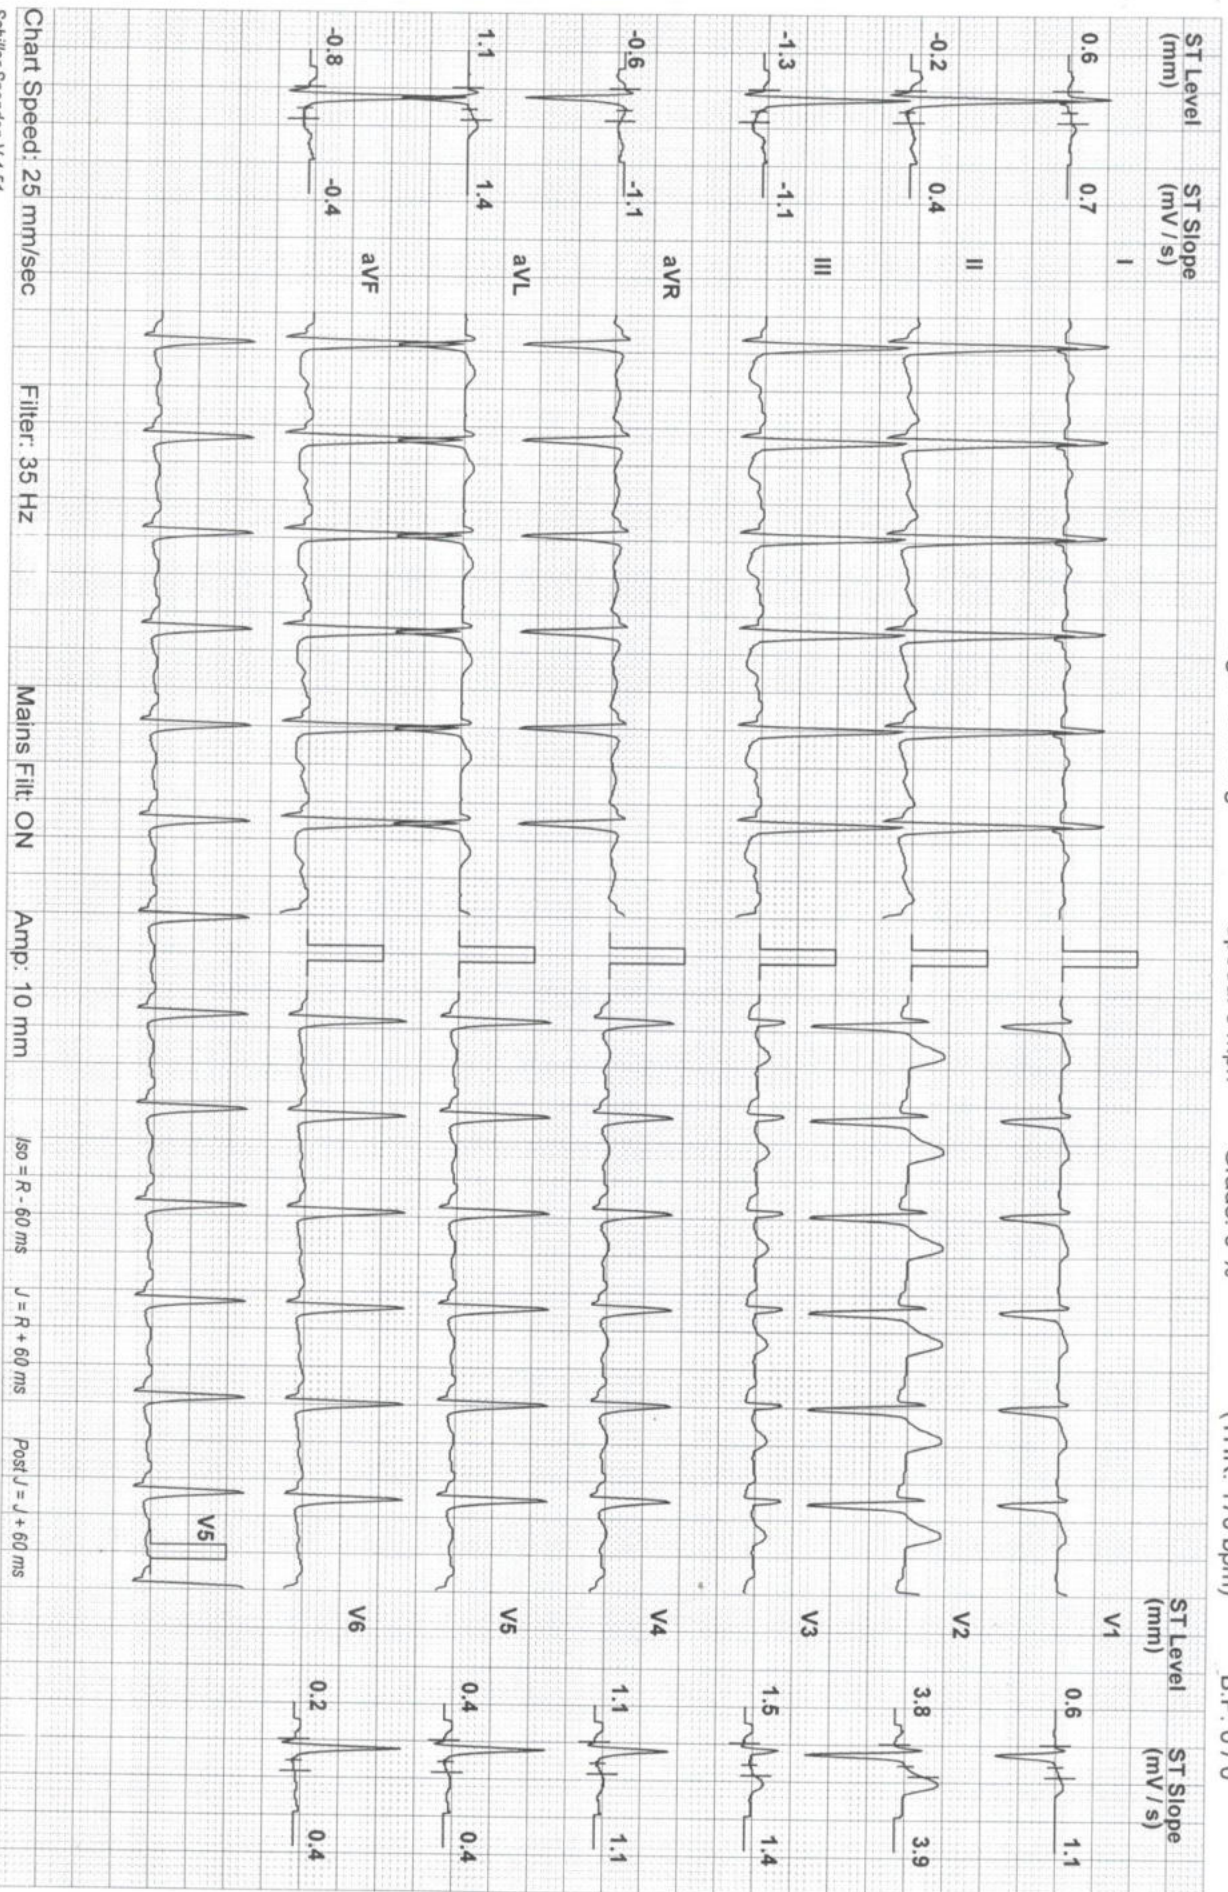 ST Level ST Slope
(mm) (mV / s)
ST Level ST Slope
(mm) (mV / s)
0.6 0.7 I V1 0.6 1.1
-0.2 0.4 II V2 3.8 3.9
-1.3 -1.1 III V3 1.5 1.4
-0.6 -1.1 aVR V4 1.1 1.1
1.1 1.4 aVL V5 0.4 0.4
-0.8 -0.4 aVF V6 0.2 0.4
V5
Chart Speed: 25 mm/sec Filter: 35 Hz Mains Filt: ON Amp: 10 mm Iso = R - 60 ms J = R + 60 ms Post J = J + 60 ms